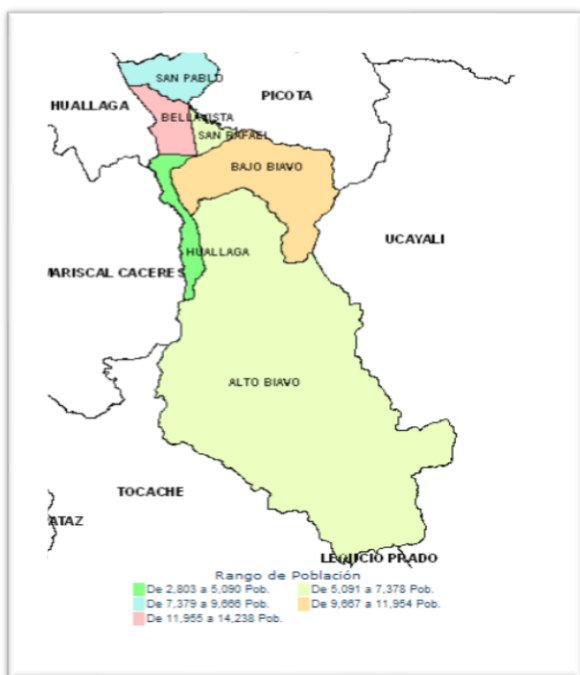 SAN PABLO
PICOTA
HUALLAGA
BELLAVISTA
SAN RAFAEL
BAJO BIAVO
UCAYALI
HUALLAGA
MARISCAL CACERES
ALTO BIAVO
TOCACHE
ATAZ
LEONCIO PRADO
Rango de Población
De 2,803 a 5,090 Pob. De 5,091 a 7,378 Pob.
De 7,379 a 9,666 Pob. De 9,667 a 11,954 Pob.
De 11,955 a 14,238 Pob.